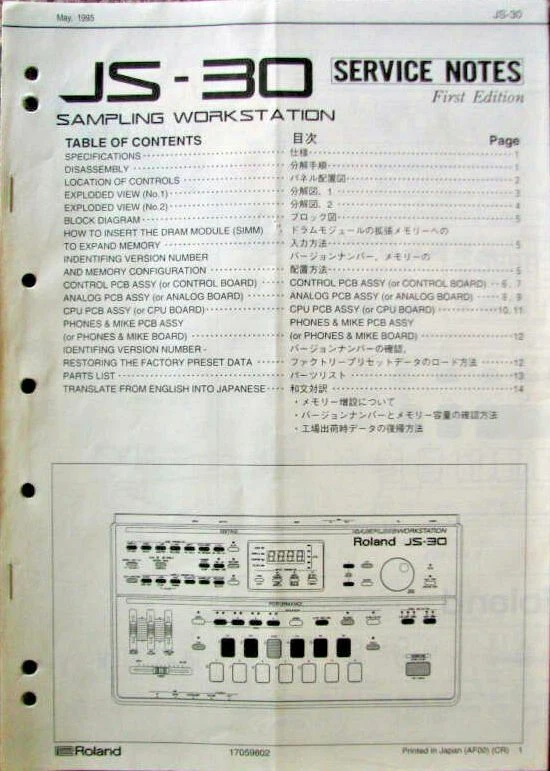 May, 1995
JS-30
JS-30
SERVICE NOTES
First Edition
SAMPLING WORKSTATION
TABLE OF CONTENTS 目次 Page
SPECIFICATIONS 仕様 1
DISASSEMBLY 分解手順 1
LOCATION OF CONTROLS パネル配置図 2
EXPLODED VIEW (No.1) 分解図. 1 3
EXPLODED VIEW (No.2) 分解図. 2 4
BLOCK DIAGRAM ブロック図 5
HOW TO INSERT THE DRAM MODULE (SIMM) ドラムモジュールの拡張メモリーへの
TO EXPAND MEMORY 入力方法 5
INDENTIFING VERSION NUMBER バージョンナンバー、メモリーの
AND MEMORY CONFIGURATION 配置方法 5
CONTROL PCB ASSY (or CONTROL BOARD) CONTROL PCB ASSY (or CONTROL BOARD) 6, 7
ANALOG PCB ASSY (or ANALOG BOARD) ANALOG PCB ASSY (or ANALOG BOARD) 8, 9
CPU PCB ASSY (or CPU BOARD) CPU PCB ASSY (or CPU BOARD) 10, 11
PHONES & MIKE PCB ASSY PHONES & MIKE PCB ASSY
(or PHONES & MIKE BOARD) (or PHONES & MIKE BOARD) 12
IDENTIFING VERSION NUMBER - バージョンナンバーの確認,
RESTORING THE FACTORY PRESET DATA ファクトリープリセットデータのロード方法 12
PARTS LIST パーツリスト 13
TRANSLATE FROM ENGLISH INTO JAPANESE 和文対訳 14
・メモリー増設について
・バージョンナンバーとメモリー容量の確認方法
・工場出荷時データの復帰方法
SAMPLING WORKSTATION
Roland JS-30
PERFORMANCE
Roland
17059802
Printed in Japan (AF00) (CR) 1